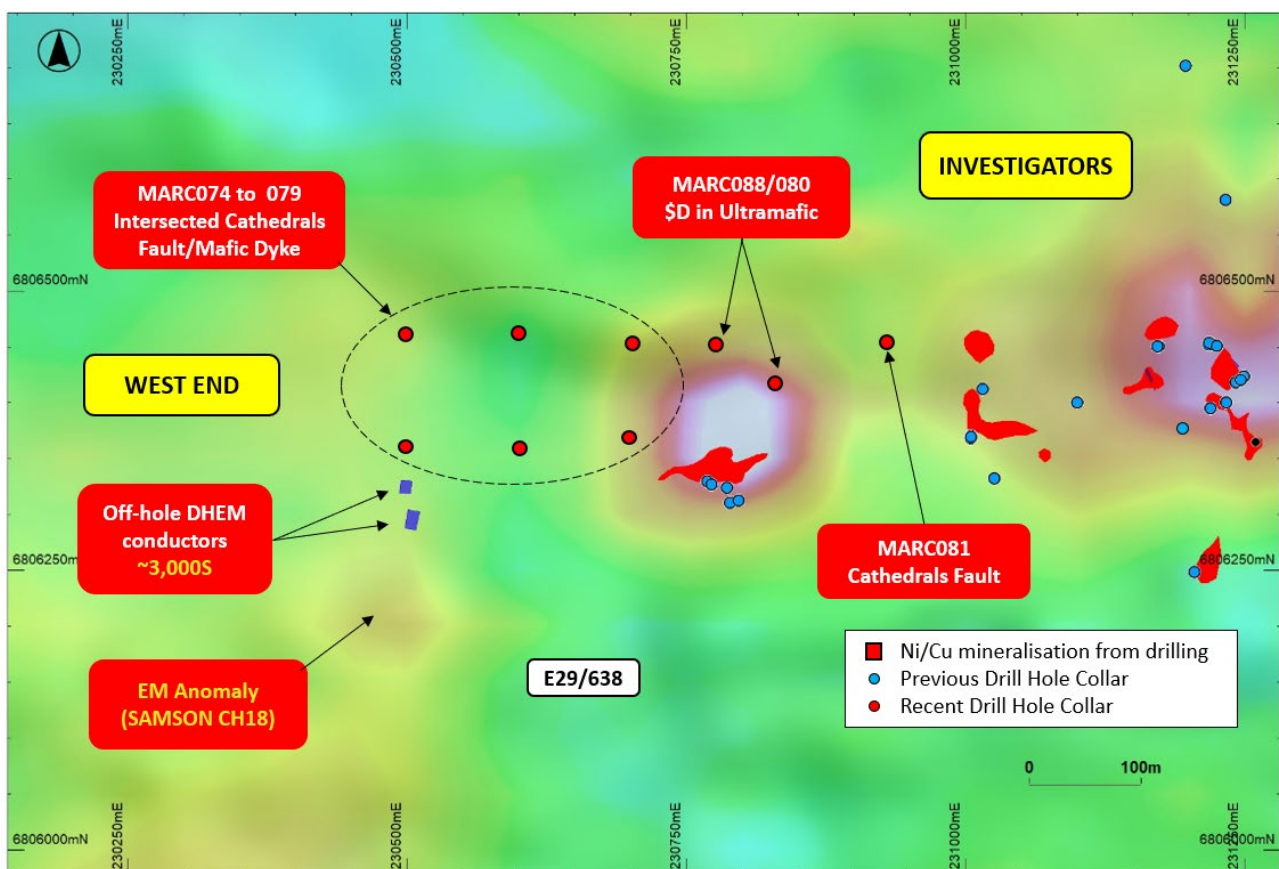 230250mE
230500mE
230750mE
231000mE
231250mE
INVESTIGATORS
MARC074 to 079
Intersected Cathedrals
Fault/Mafic Dyke
MARC088/080
$D in Ultramafic
6806500mN
6806500mN
WEST END
Off-hole DHEM
conductors
~3,000S
MARC081
Cathedrals Fault
6806250mN
6806250mN
EM Anomaly
(SAMSON CH18)
E29/638
Ni/Cu mineralisation from drilling
Previous Drill Hole Collar
Recent Drill Hole Collar
0 100m
6806000mN
6806000mN
230250mE
230500mE
230750mE
231000mE
231250mE